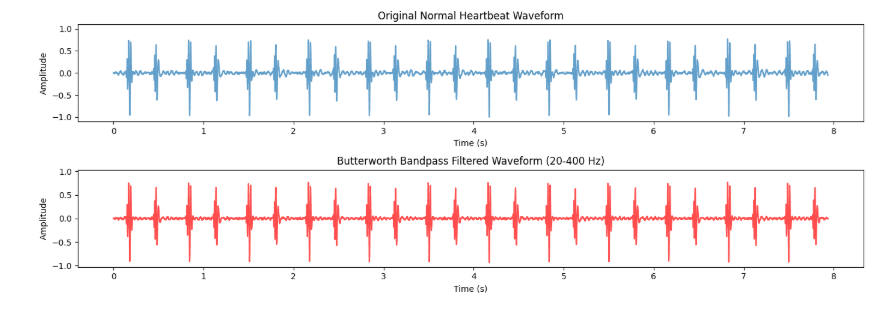 Original Normal Heartbeat Waveform
1.0
0.5
0.0
−0.5
−1.0
Amplitude
0 1 2 3 4 5 6 7 8
Time (s)
Butterworth Bandpass Filtered Waveform (20-400 Hz)
1.0
0.5
0.0
−0.5
−1.0
Amplitude
0 1 2 3 4 5 6 7 8
Time (s)